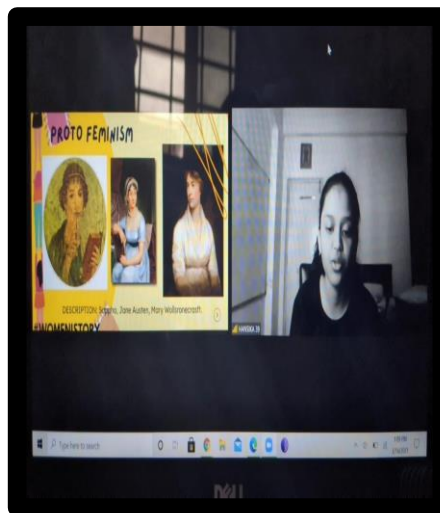 PROTO FEMINISM
DESCRIPTION: Sappho, Jane Austen, Mary Wollstonecraft.
#WOMENISTORY
Type here to search
DELL